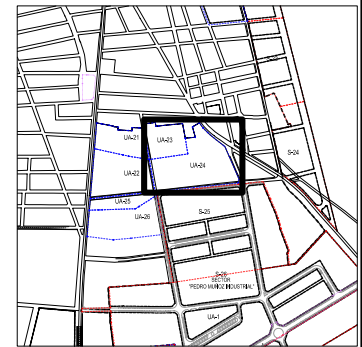 UA-21
UA-23
S-24
UA-22
UA-24
UA-25
UA-26
S-25
S-26
SECTOR
"PEDRO MUÑOZ INDUSTRIAL"
UA-1